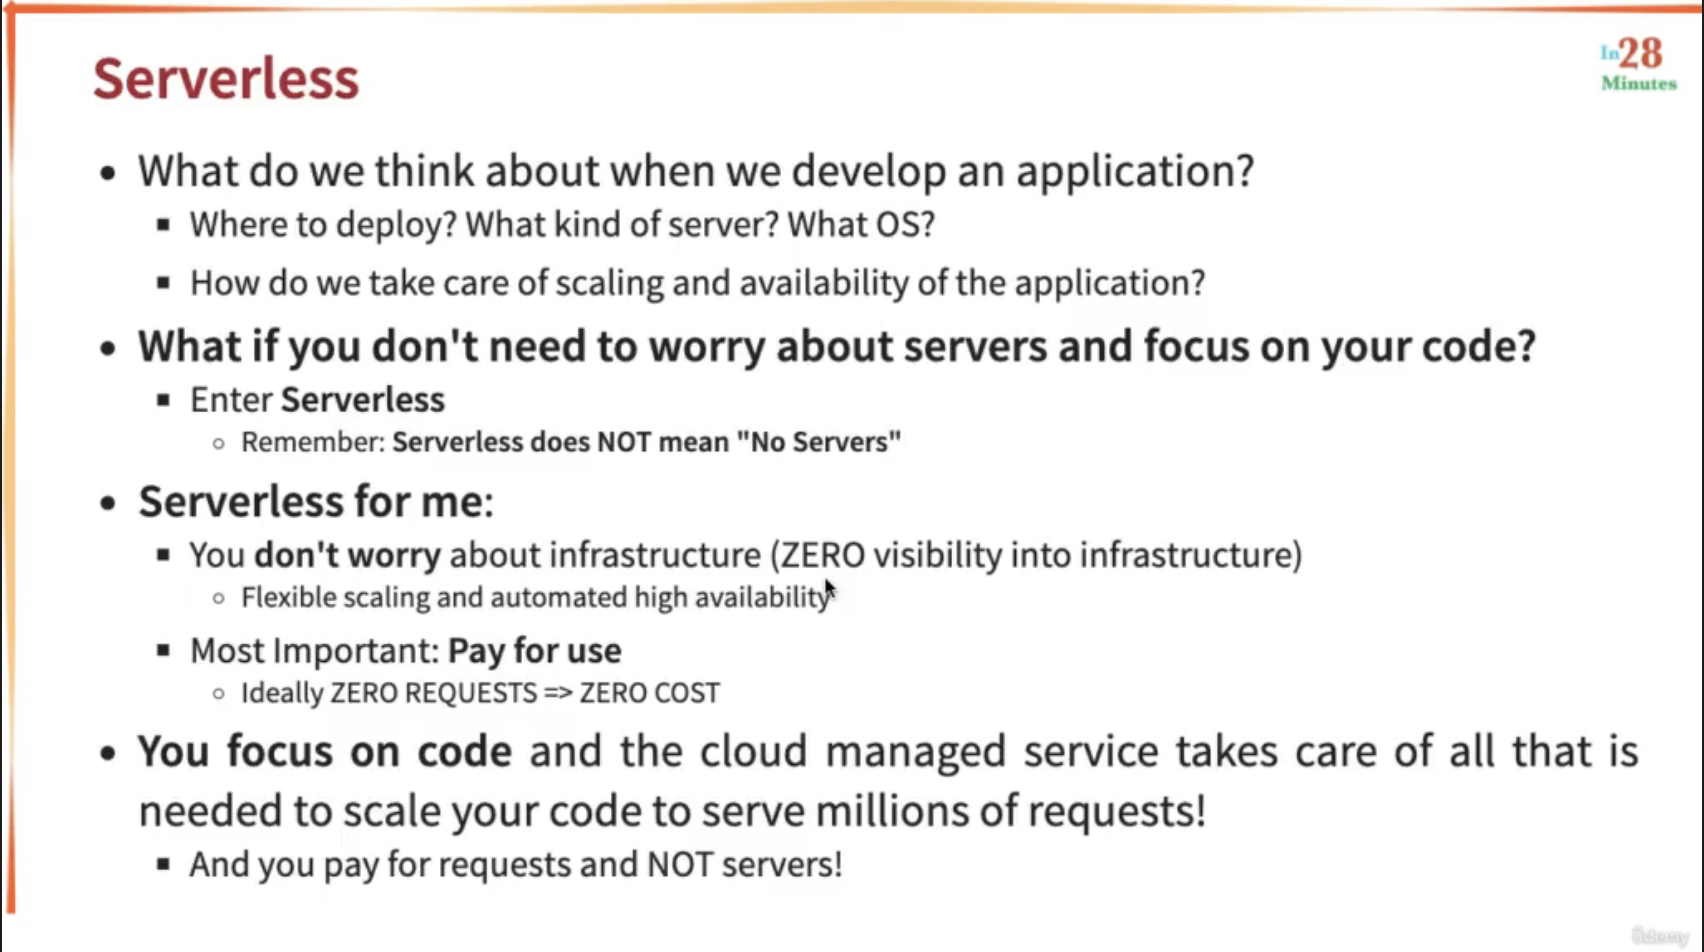 Serverless
In28
Minutes
• What do we think about when we develop an application?
▪ Where to deploy? What kind of server? What OS?
▪ How do we take care of scaling and availability of the application?
• What if you don't need to worry about servers and focus on your code?
▪ Enter Serverless
○ Remember: Serverless does NOT mean "No Servers"
• Serverless for me:
▪ You don't worry about infrastructure (ZERO visibility into infrastructure)
○ Flexible scaling and automated high availability
▪ Most Important: Pay for use
○ Ideally ZERO REQUESTS => ZERO COST
• You focus on code and the cloud managed service takes care of all that is
needed to scale your code to serve millions of requests!
▪ And you pay for requests and NOT servers!
ûdemy